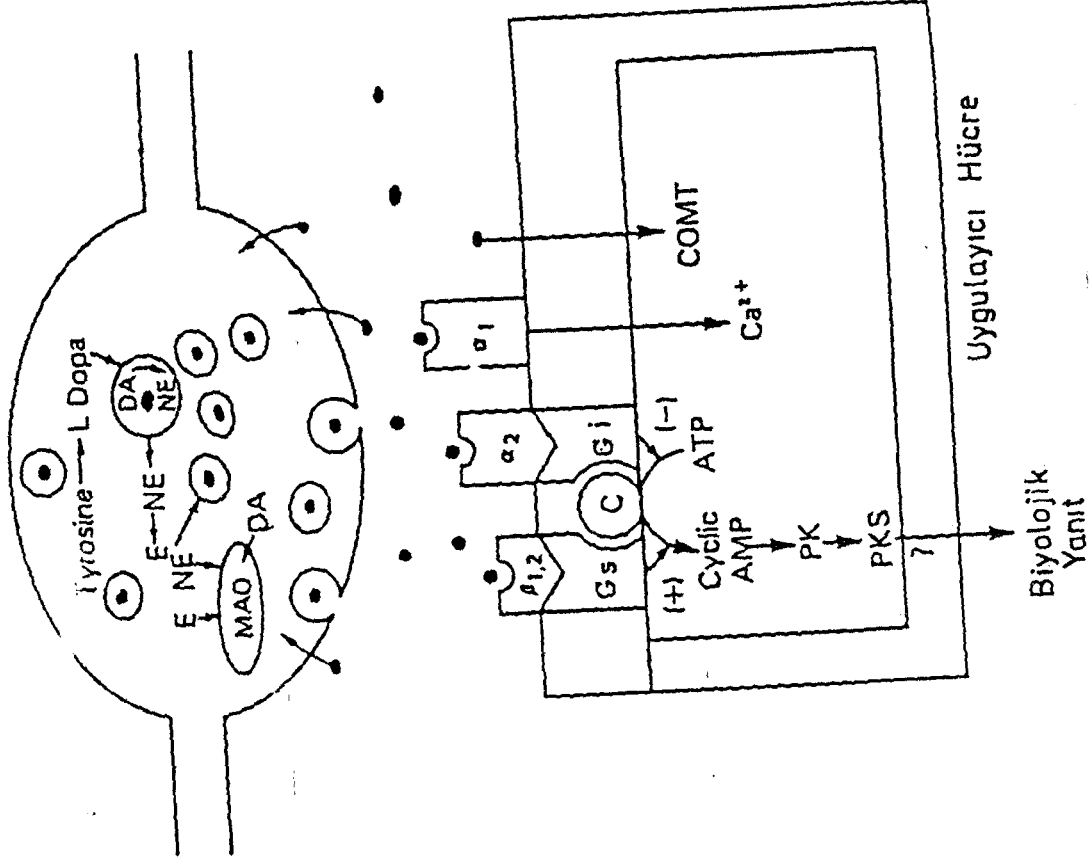 Tyrosine L Dopa
DA
NE
E NE
E NE
MAO DA
β1,2
α2
α1
Gs
C
Gi
(+)
(-)
Cyclic
AMP
ATP
Ca²⁺
COMT
PK
PKS
?
Uygulayıcı Hücre
Biyolojik
Yanıt